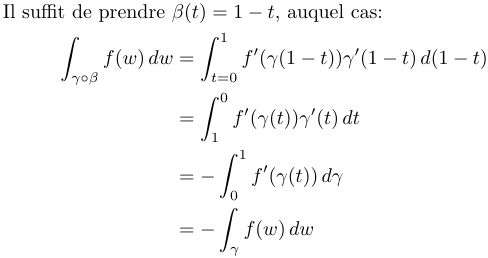 Il suffit de prendre β(t) = 1 − t, auquel cas:
∫_{γ∘β} f(w) dw = ∫_{t=0}^{1} f′(γ(1 − t))γ′(1 − t) d(1 − t)
= ∫_{1}^{0} f′(γ(t))γ′(t) dt
= − ∫_{0}^{1} f′(γ(t)) dγ
= − ∫_{γ} f(w) dw